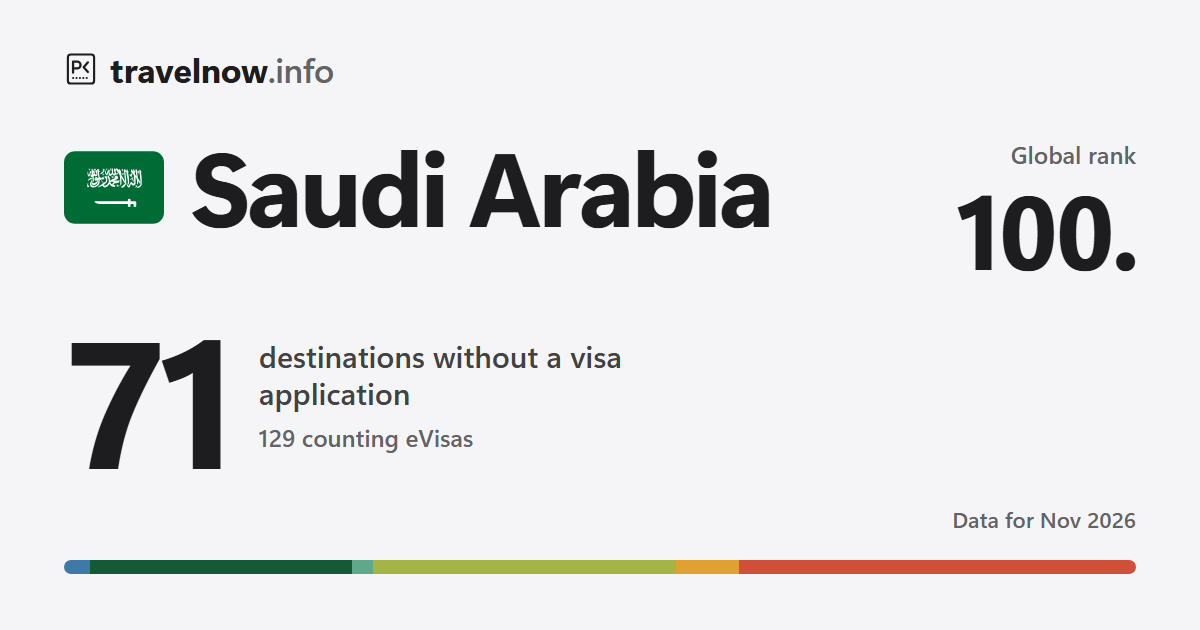 travelnow.info
Saudi Arabia
Global rank
100.
71
destinations without a visa
application
129 counting eVisas
Data for Nov 2026